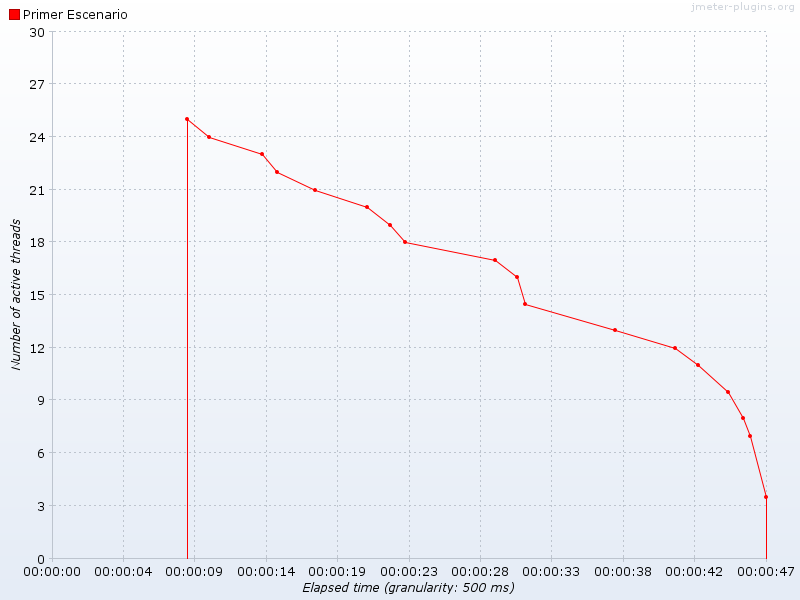 jmeter-plugins.org
Primer Escenario
30
27
24
21
18
15
12
9
6
3
0
Number of active threads
00:00:00 00:00:04 00:00:09 00:00:14 00:00:19 00:00:23 00:00:28 00:00:33 00:00:38 00:00:42 00:00:47
Elapsed time (granularity: 500 ms)